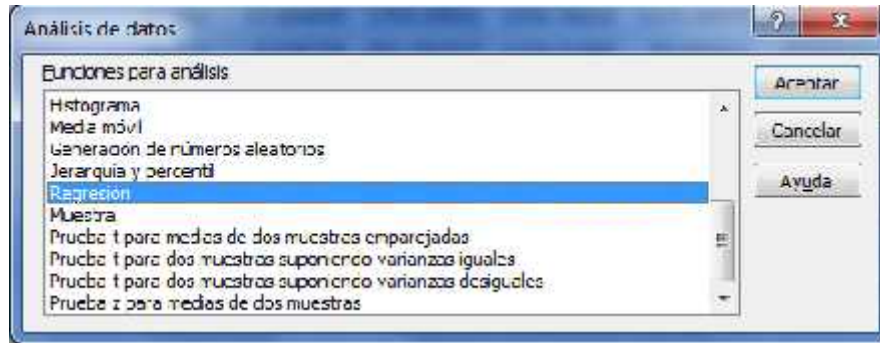 Análisis de datos
Funciones para análisis
Histograma
Media móvil
Generación de números aleatorios
Jerarquía y percentil
Regresión
Muestra
Prueba t para medias de dos muestras emparejadas
Prueba t para dos muestras suponiendo varianzas iguales
Prueba t para dos muestras suponiendo varianzas desiguales
Prueba z para medias de dos muestras
Aceptar
Cancelar
Ayuda